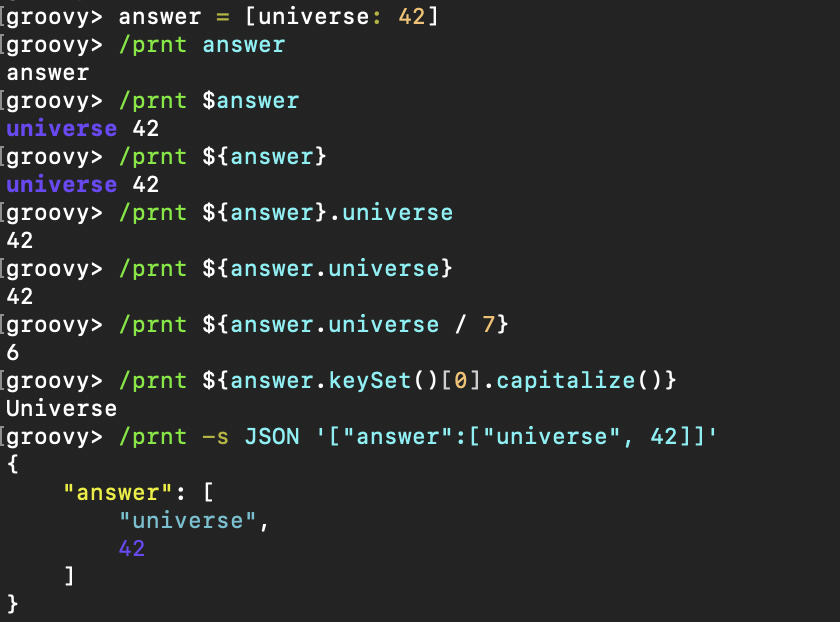 groovy> answer = [universe: 42]
groovy> /prnt answer
answer
groovy> /prnt $answer
universe 42
groovy> /prnt ${answer}
universe 42
groovy> /prnt ${answer}.universe
42
groovy> /prnt ${answer.universe}
42
groovy> /prnt ${answer.universe / 7}
6
groovy> /prnt ${answer.keySet()[0].capitalize()}
Universe
groovy> /prnt -s JSON '["answer":["universe", 42]]'
{
    "answer": [
        "universe",
        42
    ]
}